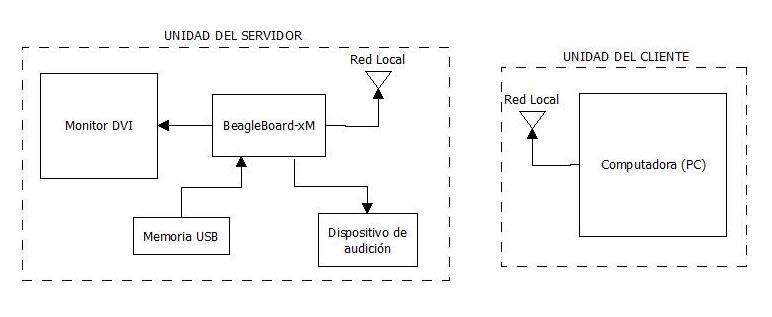 UNIDAD DEL SERVIDOR
Red Local
Monitor DVI
BeagleBoard-xM
Memoria USB
Dispositivo de
audición
UNIDAD DEL CLIENTE
Red Local
Computadora (PC)